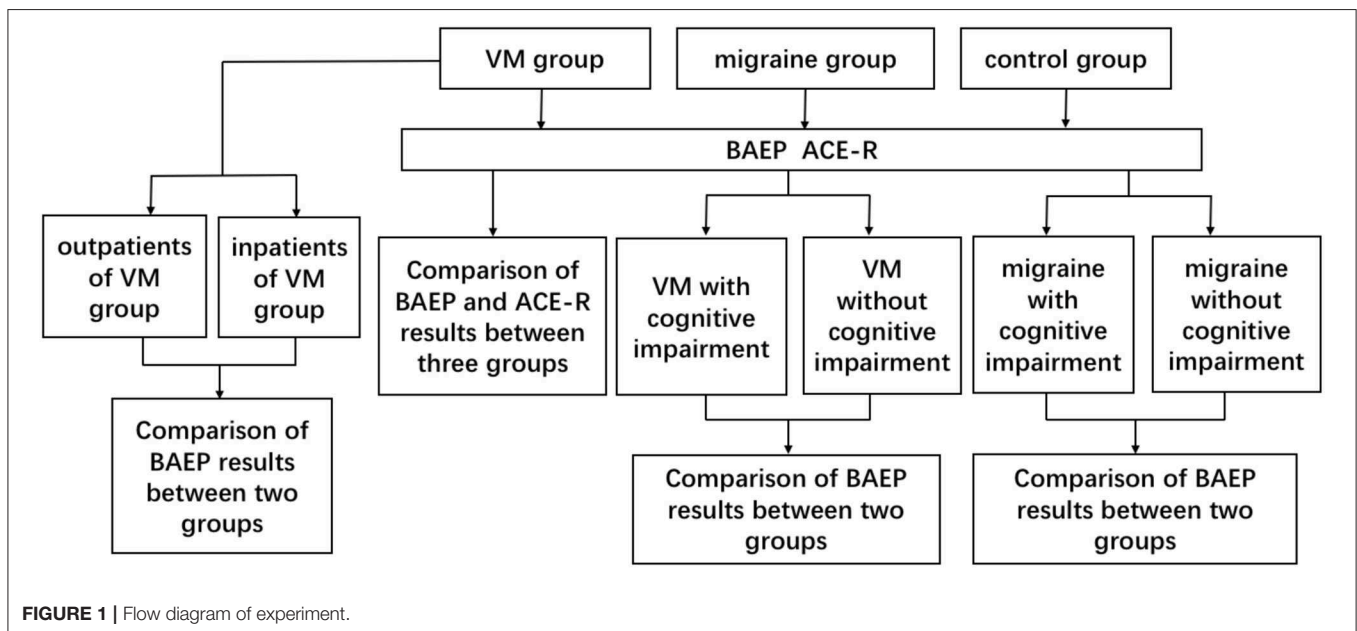 VM group
migraine group
control group
BAEP ACE-R
outpatients
of VM
group
inpatients
of VM
group
Comparison of
BAEP and ACE-R
results between
three groups
VM with
cognitive
impairment
VM
without
cognitive
impairment
migraine
with
cognitive
impairment
migraine
without
cognitive
impairment
Comparison of
BAEP results
between two
groups
Comparison of BAEP
results between two
groups
Comparison of BAEP
results between two
groups
FIGURE 1 | Flow diagram of experiment.